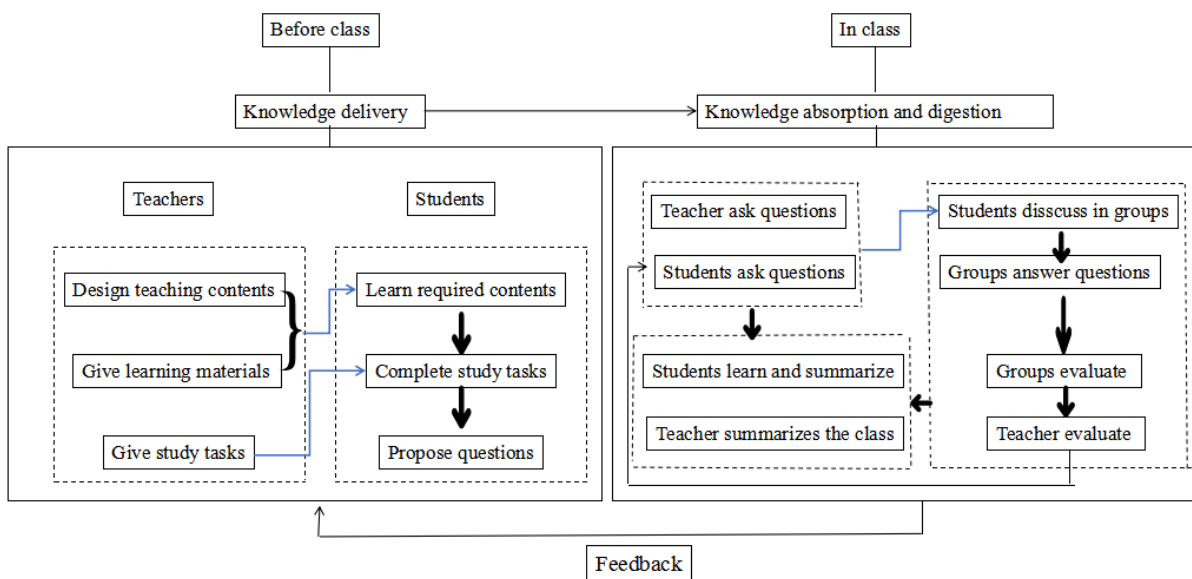 Before class
In class
Knowledge delivery
Knowledge absorption and digestion
Teachers
Students
Design teaching contents
Give learning materials
Give study tasks
Learn required contents
Complete study tasks
Propose questions
Teacher ask questions
Students ask questions
Students learn and summarize
Teacher summarizes the class
Students disscuss in groups
Groups answer questions
Groups evaluate
Teacher evaluate
Feedback